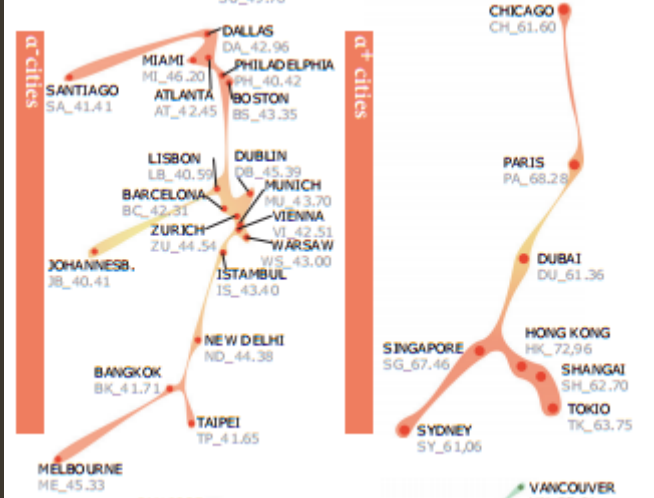 α⁻cities
DALLAS
DA_42.96
MIAMI
MI_46.20
PHILADELPHIA
PH_40.42
SANTIAGO
SA_41.41
ATLANTA
AT_42.45
BOSTON
BS_43.35
LISBON
LB_40.59
DUBLIN
DB_45.39
MUNICH
MU_43.70
BARCELONA
BC_42.31
VIENNA
VI_42.51
ZURICH
ZU_44.54
WARSAW
WS_43.00
JOHANNESB.
JB_40.41
ISTAMBUL
IS_43.40
NEW DELHI
ND_44.38
BANGKOK
BK_41.71
TAIPEI
TP_41.65
MELBOURNE
ME_45.33
α⁺ cities
CHICAGO
CH_61.60
PARIS
PA_68.28
DUBAI
DU_61.36
HONG KONG
HK_72,96
SINGAPORE
SG_67.46
SHANGAI
SH_62.70
TOKIO
TK_63.75
SYDNEY
SY_61,06
VANCOUVER